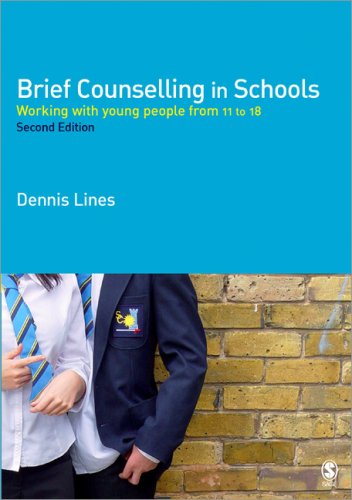 Brief Counselling in Schools
Working with young people from 11 to 18
Second Edition
Dennis Lines
SAGE